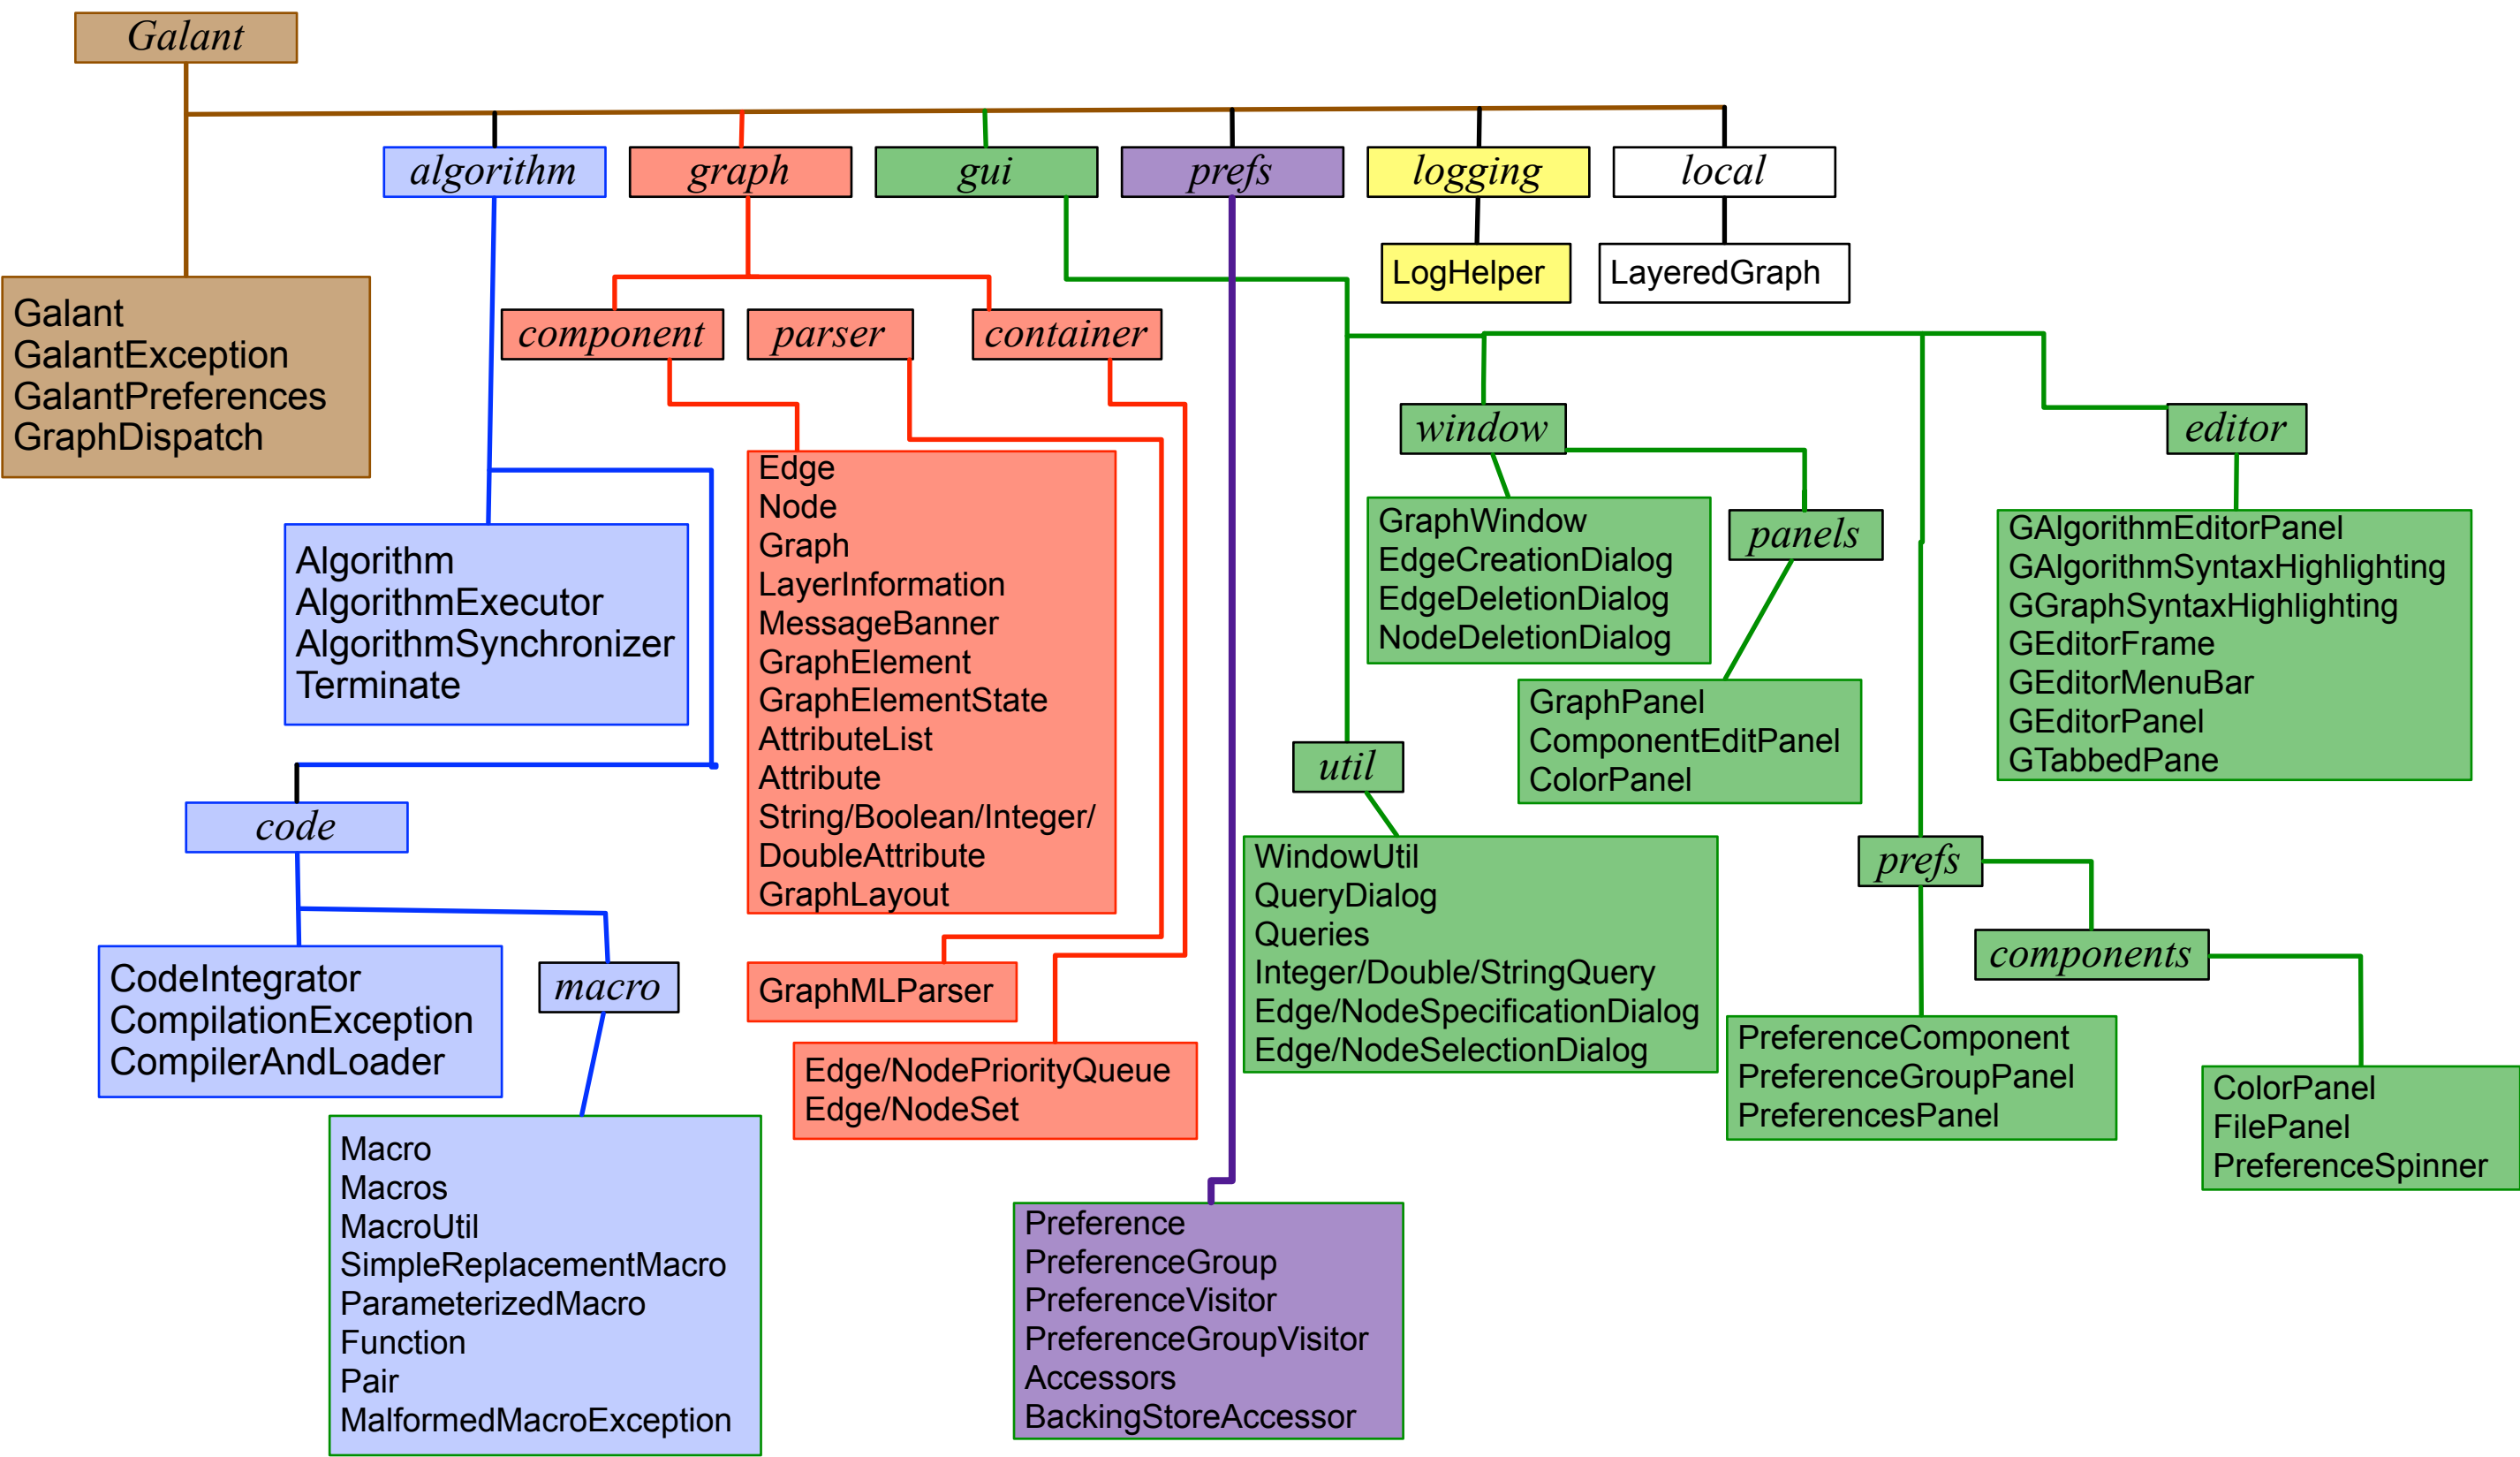 Galant
algorithm
graph
gui
prefs
logging
local
LogHelper
LayeredGraph
Galant
GalantException
GalantPreferences
GraphDispatch
component
parser
container
window
editor
Edge
Node
Graph
LayerInformation
MessageBanner
GraphElement
GraphElementState
AttributeList
Attribute
String/Boolean/Integer/
DoubleAttribute
GraphLayout
GraphWindow
EdgeCreationDialog
EdgeDeletionDialog
NodeDeletionDialog
panels
GAlgorithmEditorPanel
GAlgorithmSyntaxHighlighting
GGraphSyntaxHighlighting
GEditorFrame
GEditorMenuBar
GEditorPanel
GTabbedPane
Algorithm
AlgorithmExecutor
AlgorithmSynchronizer
Terminate
GraphPanel
ComponentEditPanel
ColorPanel
util
code
WindowUtil
QueryDialog
Queries
Integer/Double/StringQuery
Edge/NodeSpecificationDialog
Edge/NodeSelectionDialog
prefs
components
CodeIntegrator
CompilationException
CompilerAndLoader
macro
GraphMLParser
PreferenceComponent
PreferenceGroupPanel
PreferencesPanel
Edge/NodePriorityQueue
Edge/NodeSet
ColorPanel
FilePanel
PreferenceSpinner
Macro
Macros
MacroUtil
SimpleReplacementMacro
ParameterizedMacro
Function
Pair
MalformedMacroException
Preference
PreferenceGroup
PreferenceVisitor
PreferenceGroupVisitor
Accessors
BackingStoreAccessor